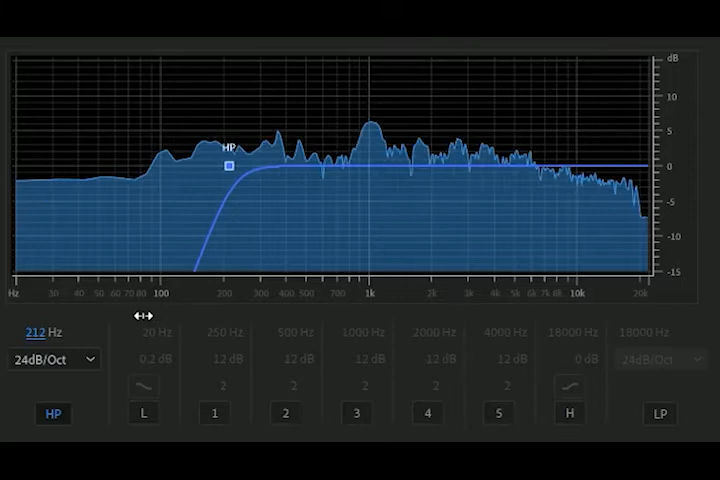 dB
10
5
HP
0
-5
-10
-15
Hz 30 40 50 60 70 100 200 300 400 500 700 1k 2k 3k 4k 5k 6k 7k 8k 10k 20k
212 Hz 20 Hz 250 Hz 500 Hz 1000 Hz 2000 Hz 4000 Hz 18000 Hz 18000 Hz
24dB/Oct 0.2 dB 12 dB 12 dB 12 dB 12 dB 12 dB 0 dB 24dB/Oct
2 2 2 2 2
HP L 1 2 3 4 5 H LP